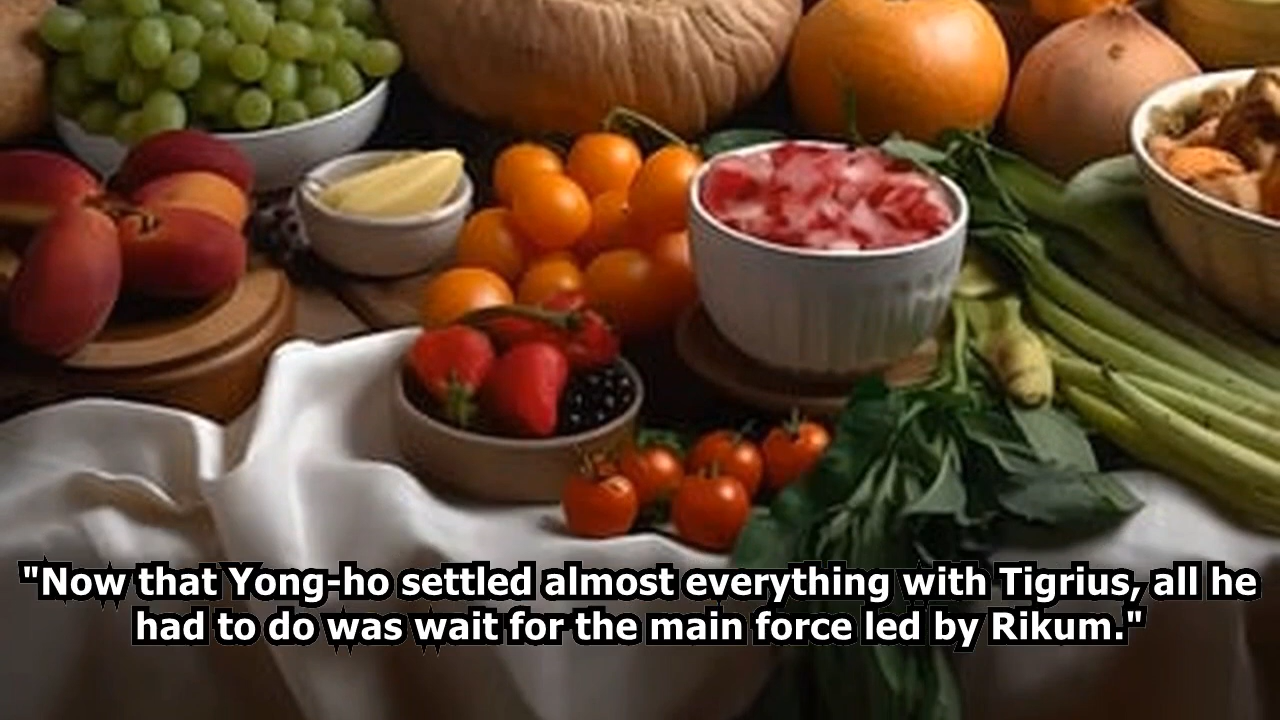 "Now that Yong-ho settled almost everything with Tigrius, all he
had to do was wait for the main force led by Rikum."